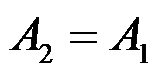 A₂ = A₁